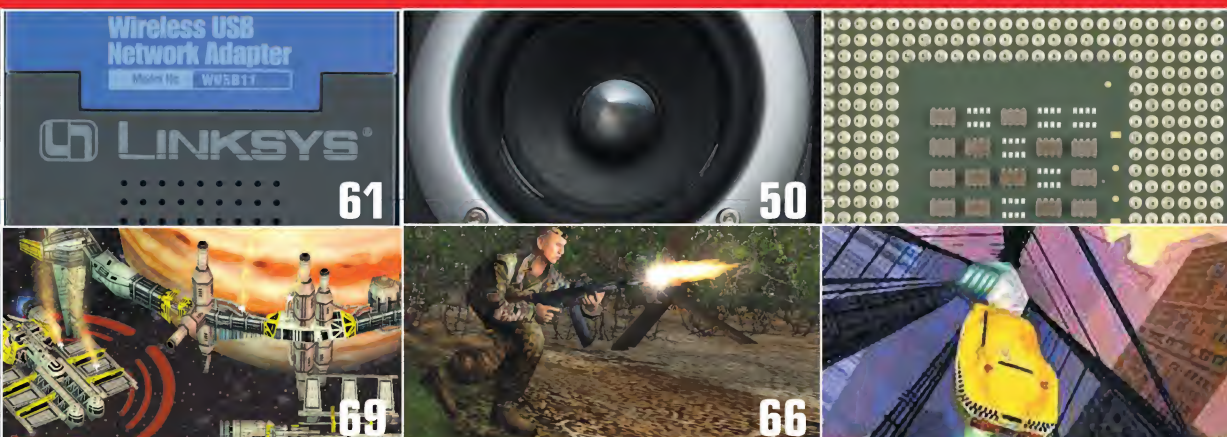 Wireless USB
Network Adapter
Model No. WUSB11
LINKSYS®
61
50
69
66